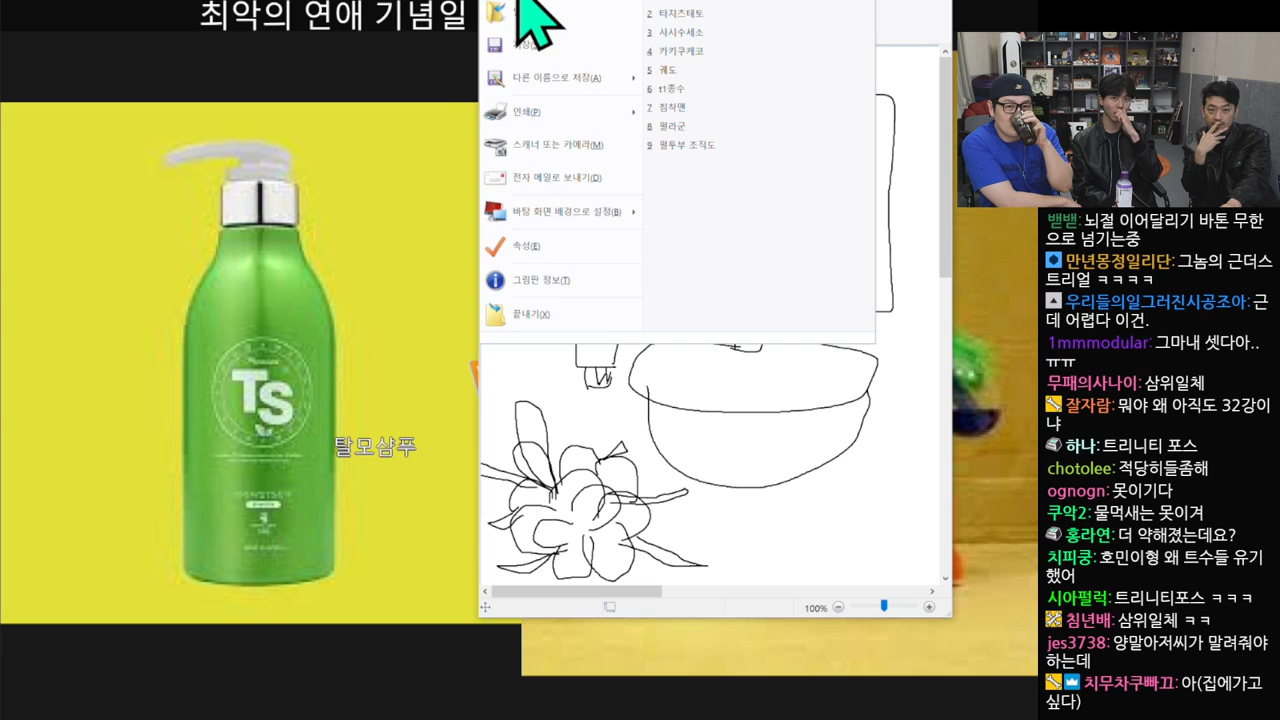 최악의 연애 기념일
TS
탈모샴푸
다른 이름으로 저장(A)
인쇄(P)
스캐너 또는 카메라(M)
전자 메일로 보내기(D)
바탕 화면 배경으로 설정(B)
속성(E)
그림판 정보(T)
끝내기(X)
2 타치츠테토
3 사시수세소
4 카키쿠케코
5 궤도
6 t1종수
7 침착맨
8 펄라군
9 펄투부 조직도
100%
밷밷: 뇌절 이어달리기 바톤 무한
으로 넘기는중
만년몽정일리단: 그놈의 근더스
트리얼 ㅋㅋㅋㅋ
우리들의일그러진시공조아: 근
데 어렵다 이건.
1mmmodular: 그마내 셋다아..
ㅠㅠ
무패의사나이: 삼위일체
잘자람: 뭐야 왜 아직도 32강이
냐
하나: 트리니티 포스
chotolee: 적당히들좀해
ognogn: 못이기다
쿠악2: 물먹새는 못이겨
홍라연: 더 약해졌는데요?
치피쿵: 호민이형 왜 트수들 유기
했어
시아펄럭: 트리니티포스 ㅋㅋㅋ
침년배: 삼위일체 ㅋㅋ
jes3738: 양말아저씨가 말려줘야
하는데
치무차쿠빠끄: 아(집에가고
싶다)